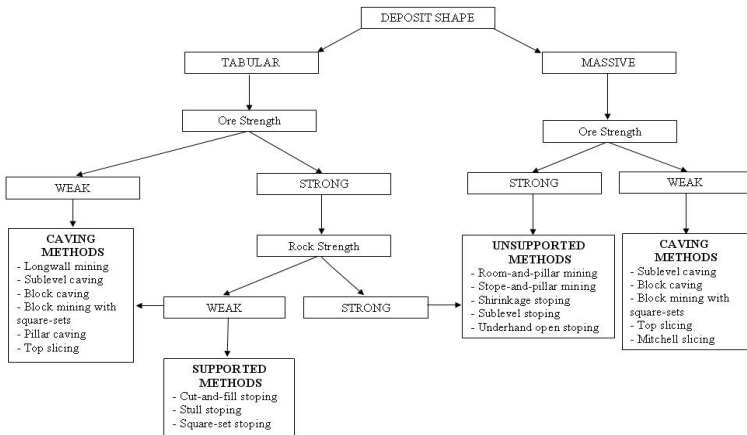 DEPOSIT SHAPE
TABULAR
MASSIVE
Ore Strength
Ore Strength
WEAK
STRONG
STRONG
WEAK
Rock Strength
CAVING
METHODS
- Longwall mining
- Sublevel caving
- Block caving
- Block mining with
square-sets
- Pillar caving
- Top slicing
WEAK
STRONG
UNSUPPORTED
METHODS
- Room-and-pillar mining
- Stope-and-pillar mining
- Shirinkage stoping
- Sublevel stoping
- Underhand open stoping
CAVING
METHODS
- Sublevel caving
- Block caving
- Block mining with
square-sets
- Top slicing
- Mitchell slicing
SUPPORTED
METHODS
- Cut-and-fill stoping
- Stull stoping
- Square-set stoping